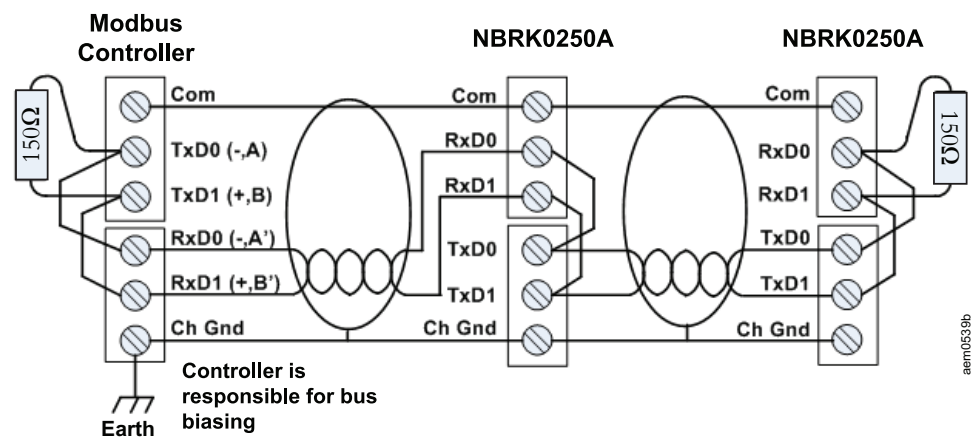 Modbus
Controller
NBRK0250A
NBRK0250A
150Ω
Com
TxD0 (-,A)
TxD1 (+,B)
RxD0 (-,A')
RxD1 (+,B')
Ch Gnd
Com
RxD0
RxD1
TxD0
TxD1
Ch Gnd
Com
RxD0
RxD1
TxD0
TxD1
Ch Gnd
150Ω
Earth
Controller is
responsible for bus
biasing
aem0539b